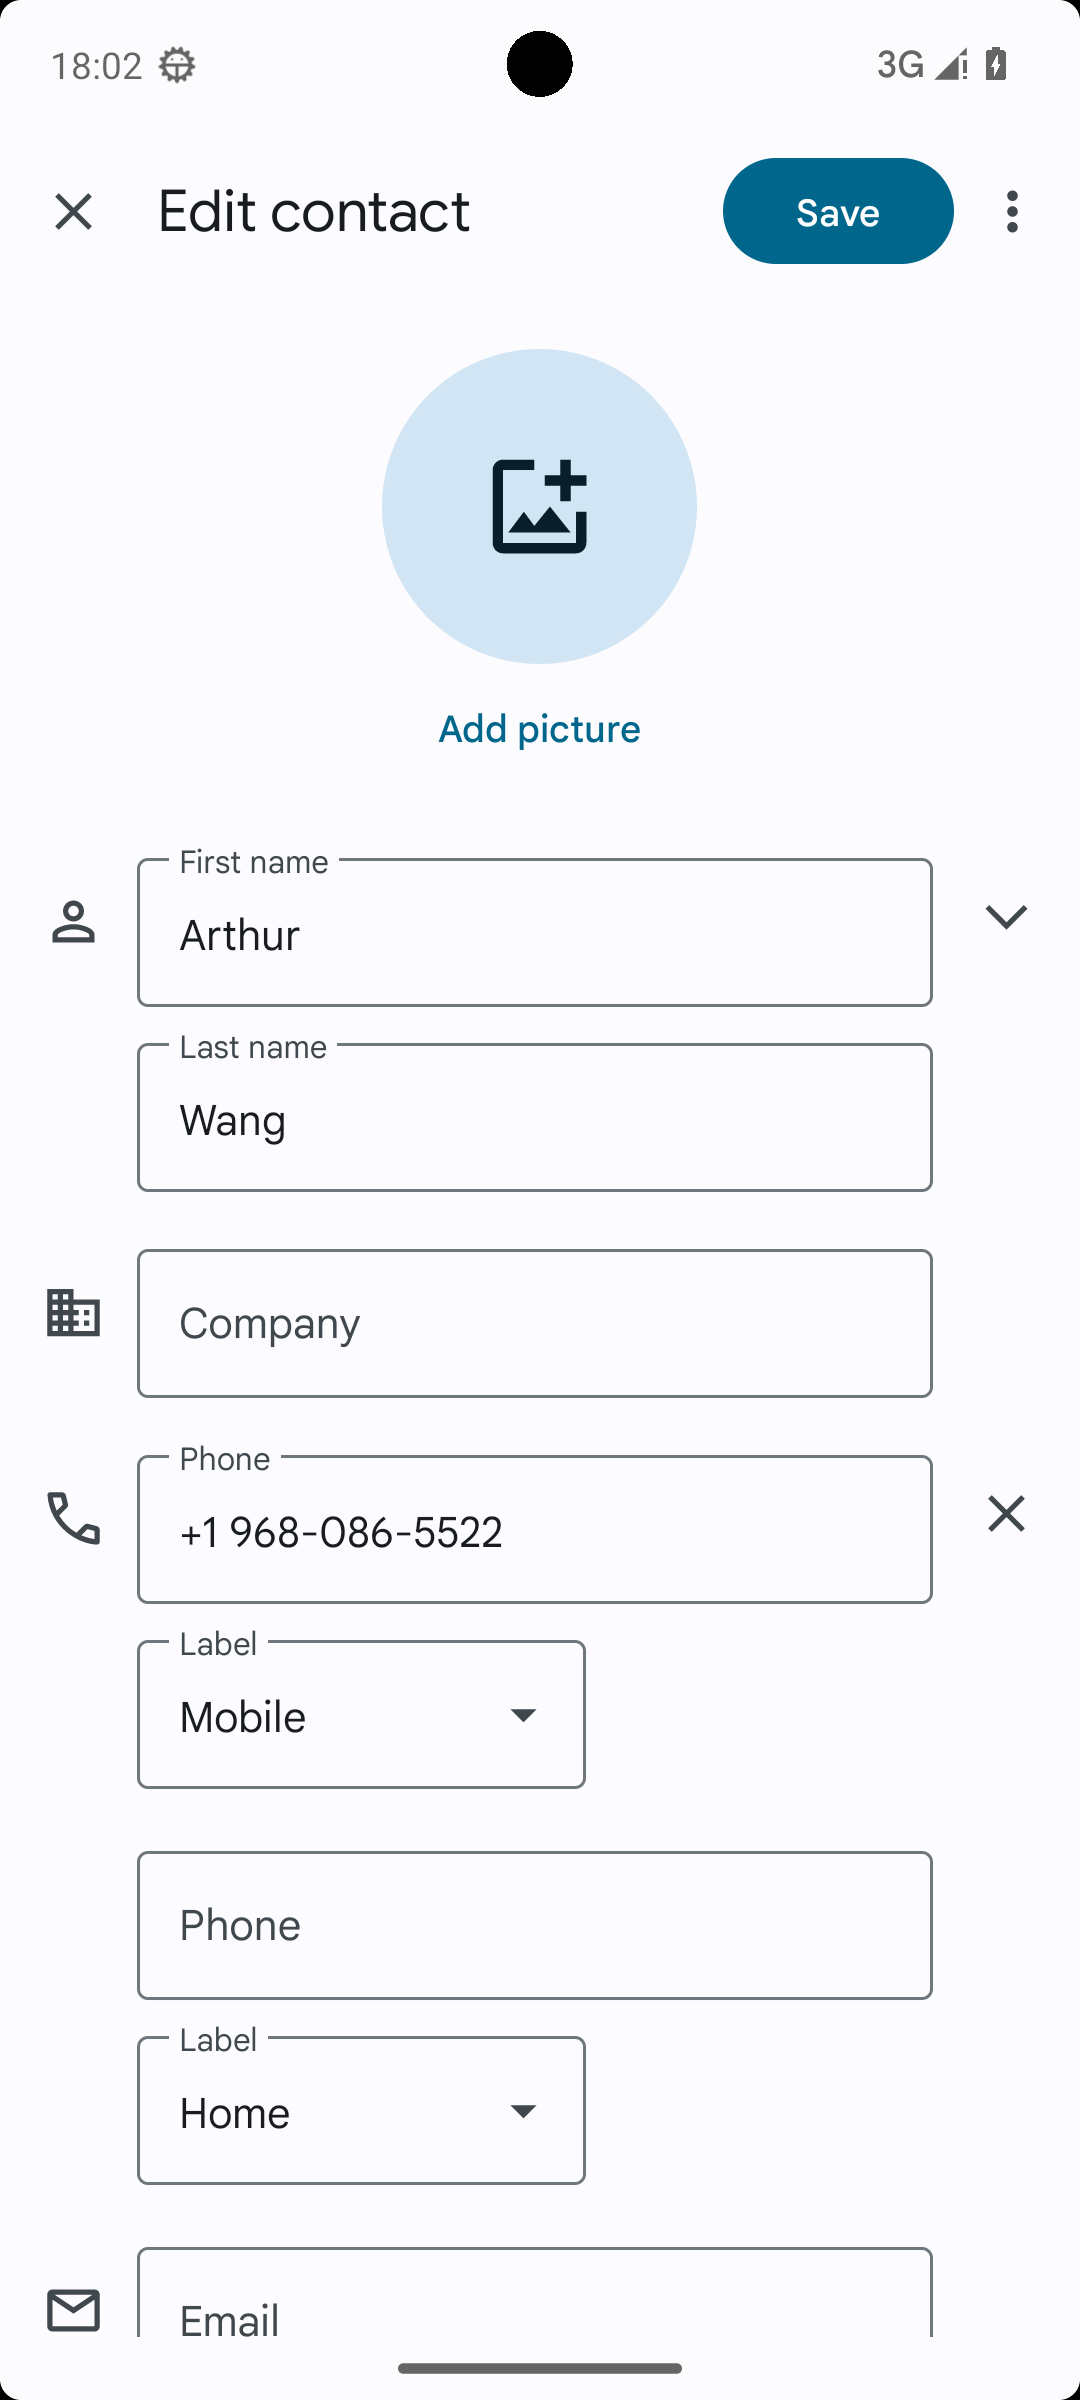 18:02
3G
Edit contact
Save
Add picture
First name
Arthur
Last name
Wang
Company
Phone
+1 968-086-5522
Label
Mobile
Phone
Label
Home
Email